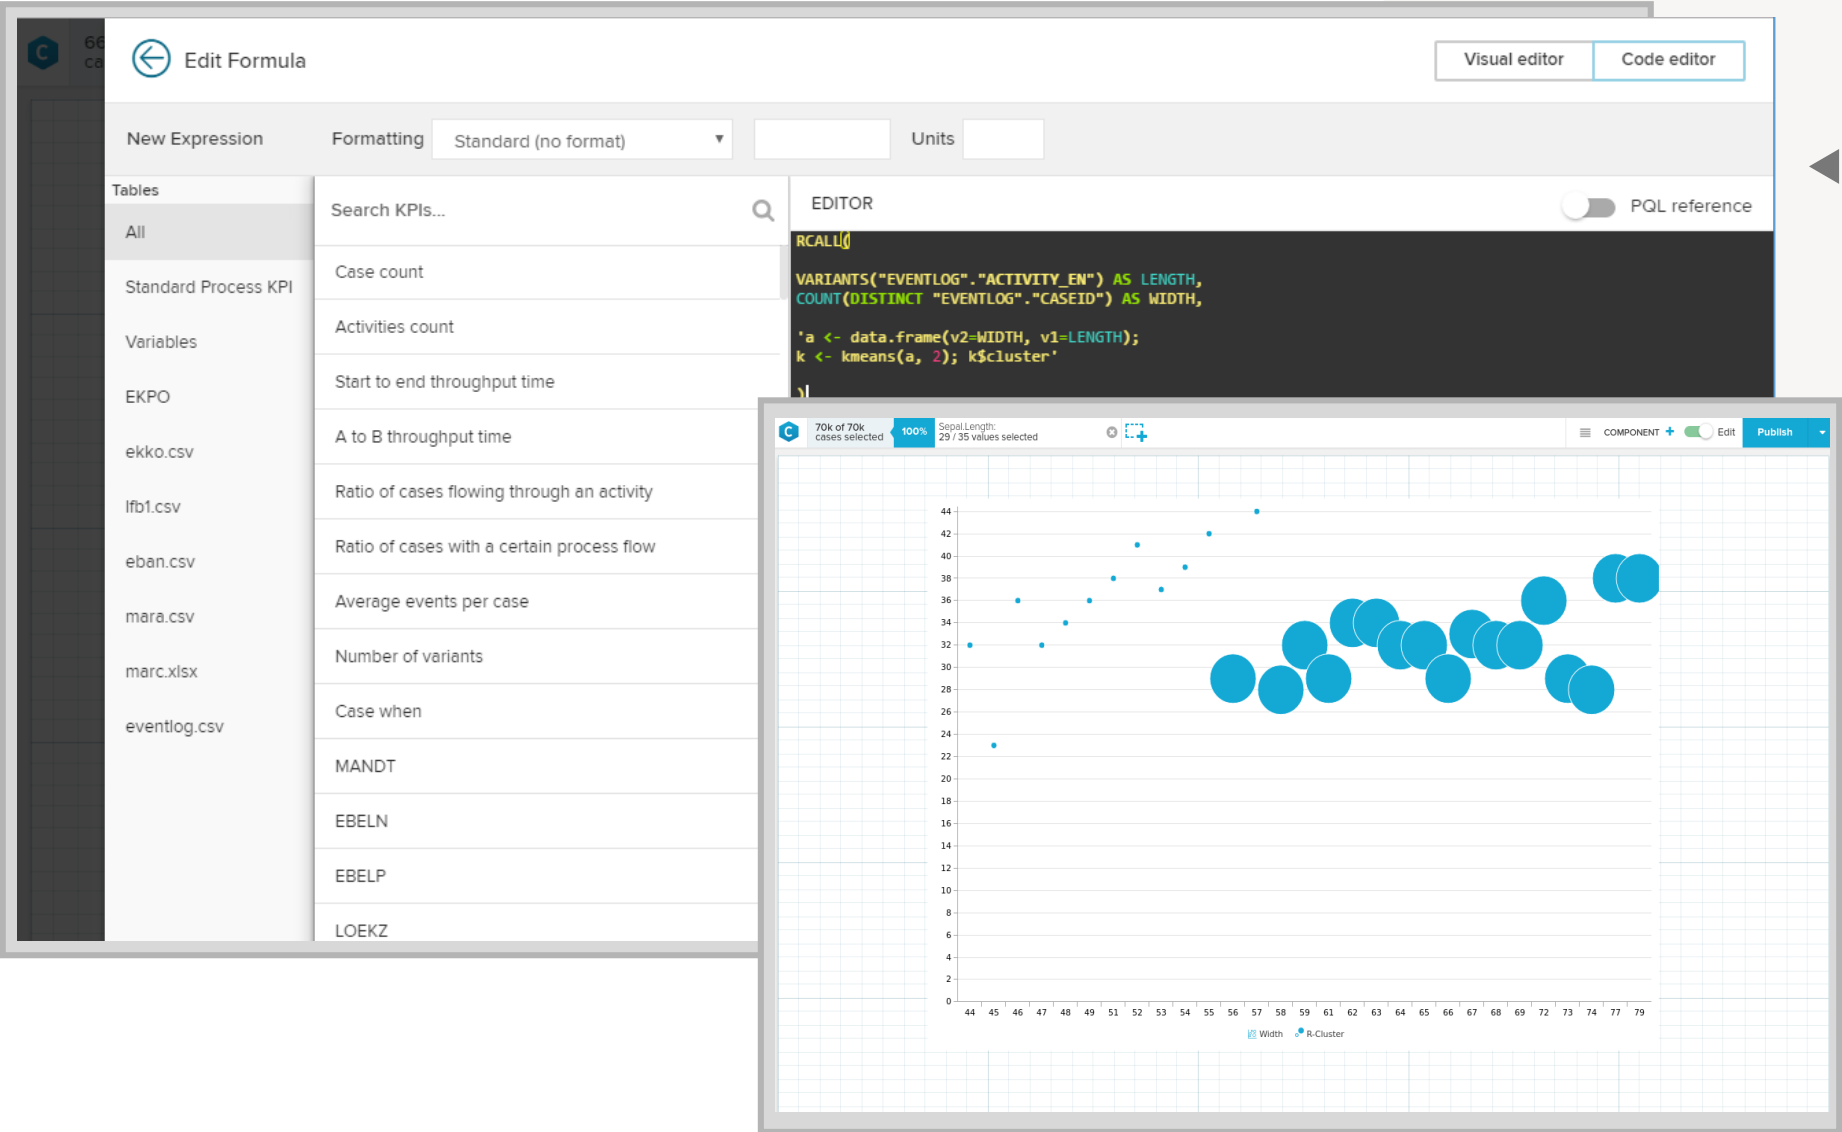 C
66
ca
Edit Formula
Visual editor
Code editor
New Expression
Formatting
Standard (no format)
Units
Tables
All
Standard Process KPI
Variables
EKPO
ekko.csv
lfb1.csv
eban.csv
mara.csv
marc.xlsx
eventlog.csv
Search KPIs...
Case count
Activities count
Start to end throughput time
A to B throughput time
Ratio of cases flowing through an activity
Ratio of cases with a certain process flow
Average events per case
Number of variants
Case when
MANDT
EBELN
EBELP
LOEKZ
EDITOR
PQL reference
RCALL(
VARIANTS("EVENTLOG"."ACTIVITY_EN") AS LENGTH,
COUNT(DISTINCT "EVENTLOG"."CASEID") AS WIDTH,
'a <- data.frame(v2=WIDTH, v1=LENGTH);
k <- kmeans(a, 2); k$cluster'
)
C
70k of 70k
cases selected
100%
Sepal.Length:
29 / 35 values selected
COMPONENT +
Edit
Publish
44
42
40
38
36
34
32
30
28
26
24
22
20
18
16
14
12
10
8
6
4
2
0
44 45 46 47 48 49 51 52 53 54 55 56 57 58 59 61 62 63 64 65 66 67 68 69 72 73 74 77 79
Width R-Cluster